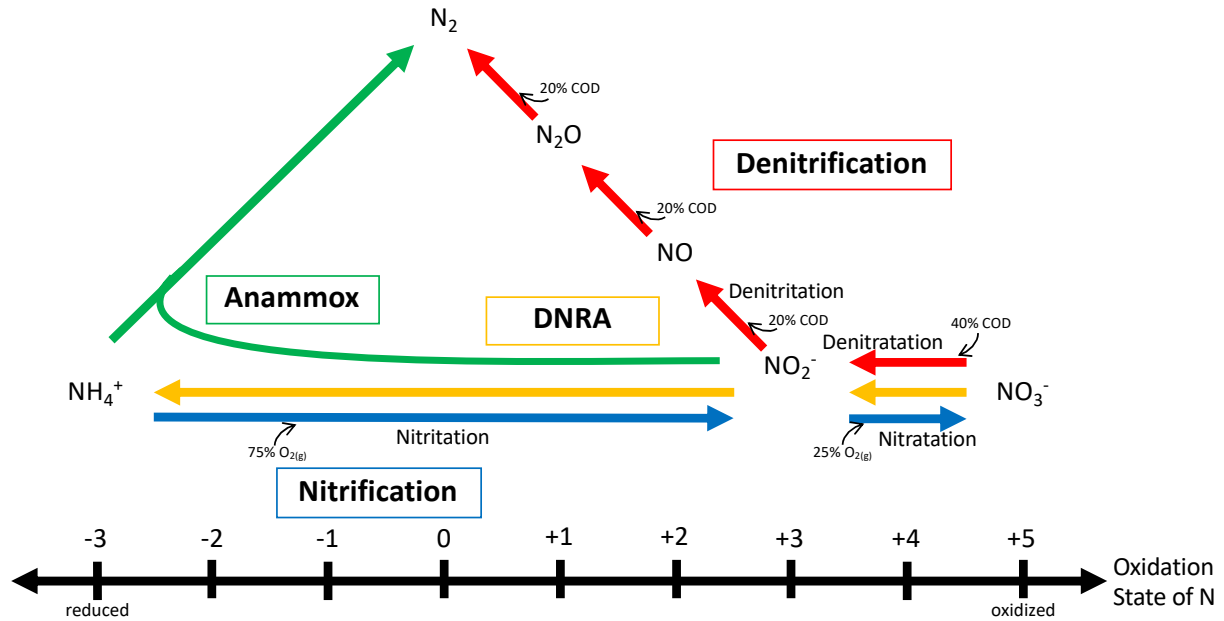 N₂
20% COD
N₂O
Denitrification
20% COD
NO
Anammox
DNRA
Denitritation
20% COD
Denitratation
40% COD
NH₄⁺
NO₂⁻
NO₃⁻
Nitritation
75% O₂₍g₎
25% O₂₍g₎
Nitratation
Nitrification
-3 -2 -1 0 +1 +2 +3 +4 +5
Oxidation
State of N
reduced
oxidized